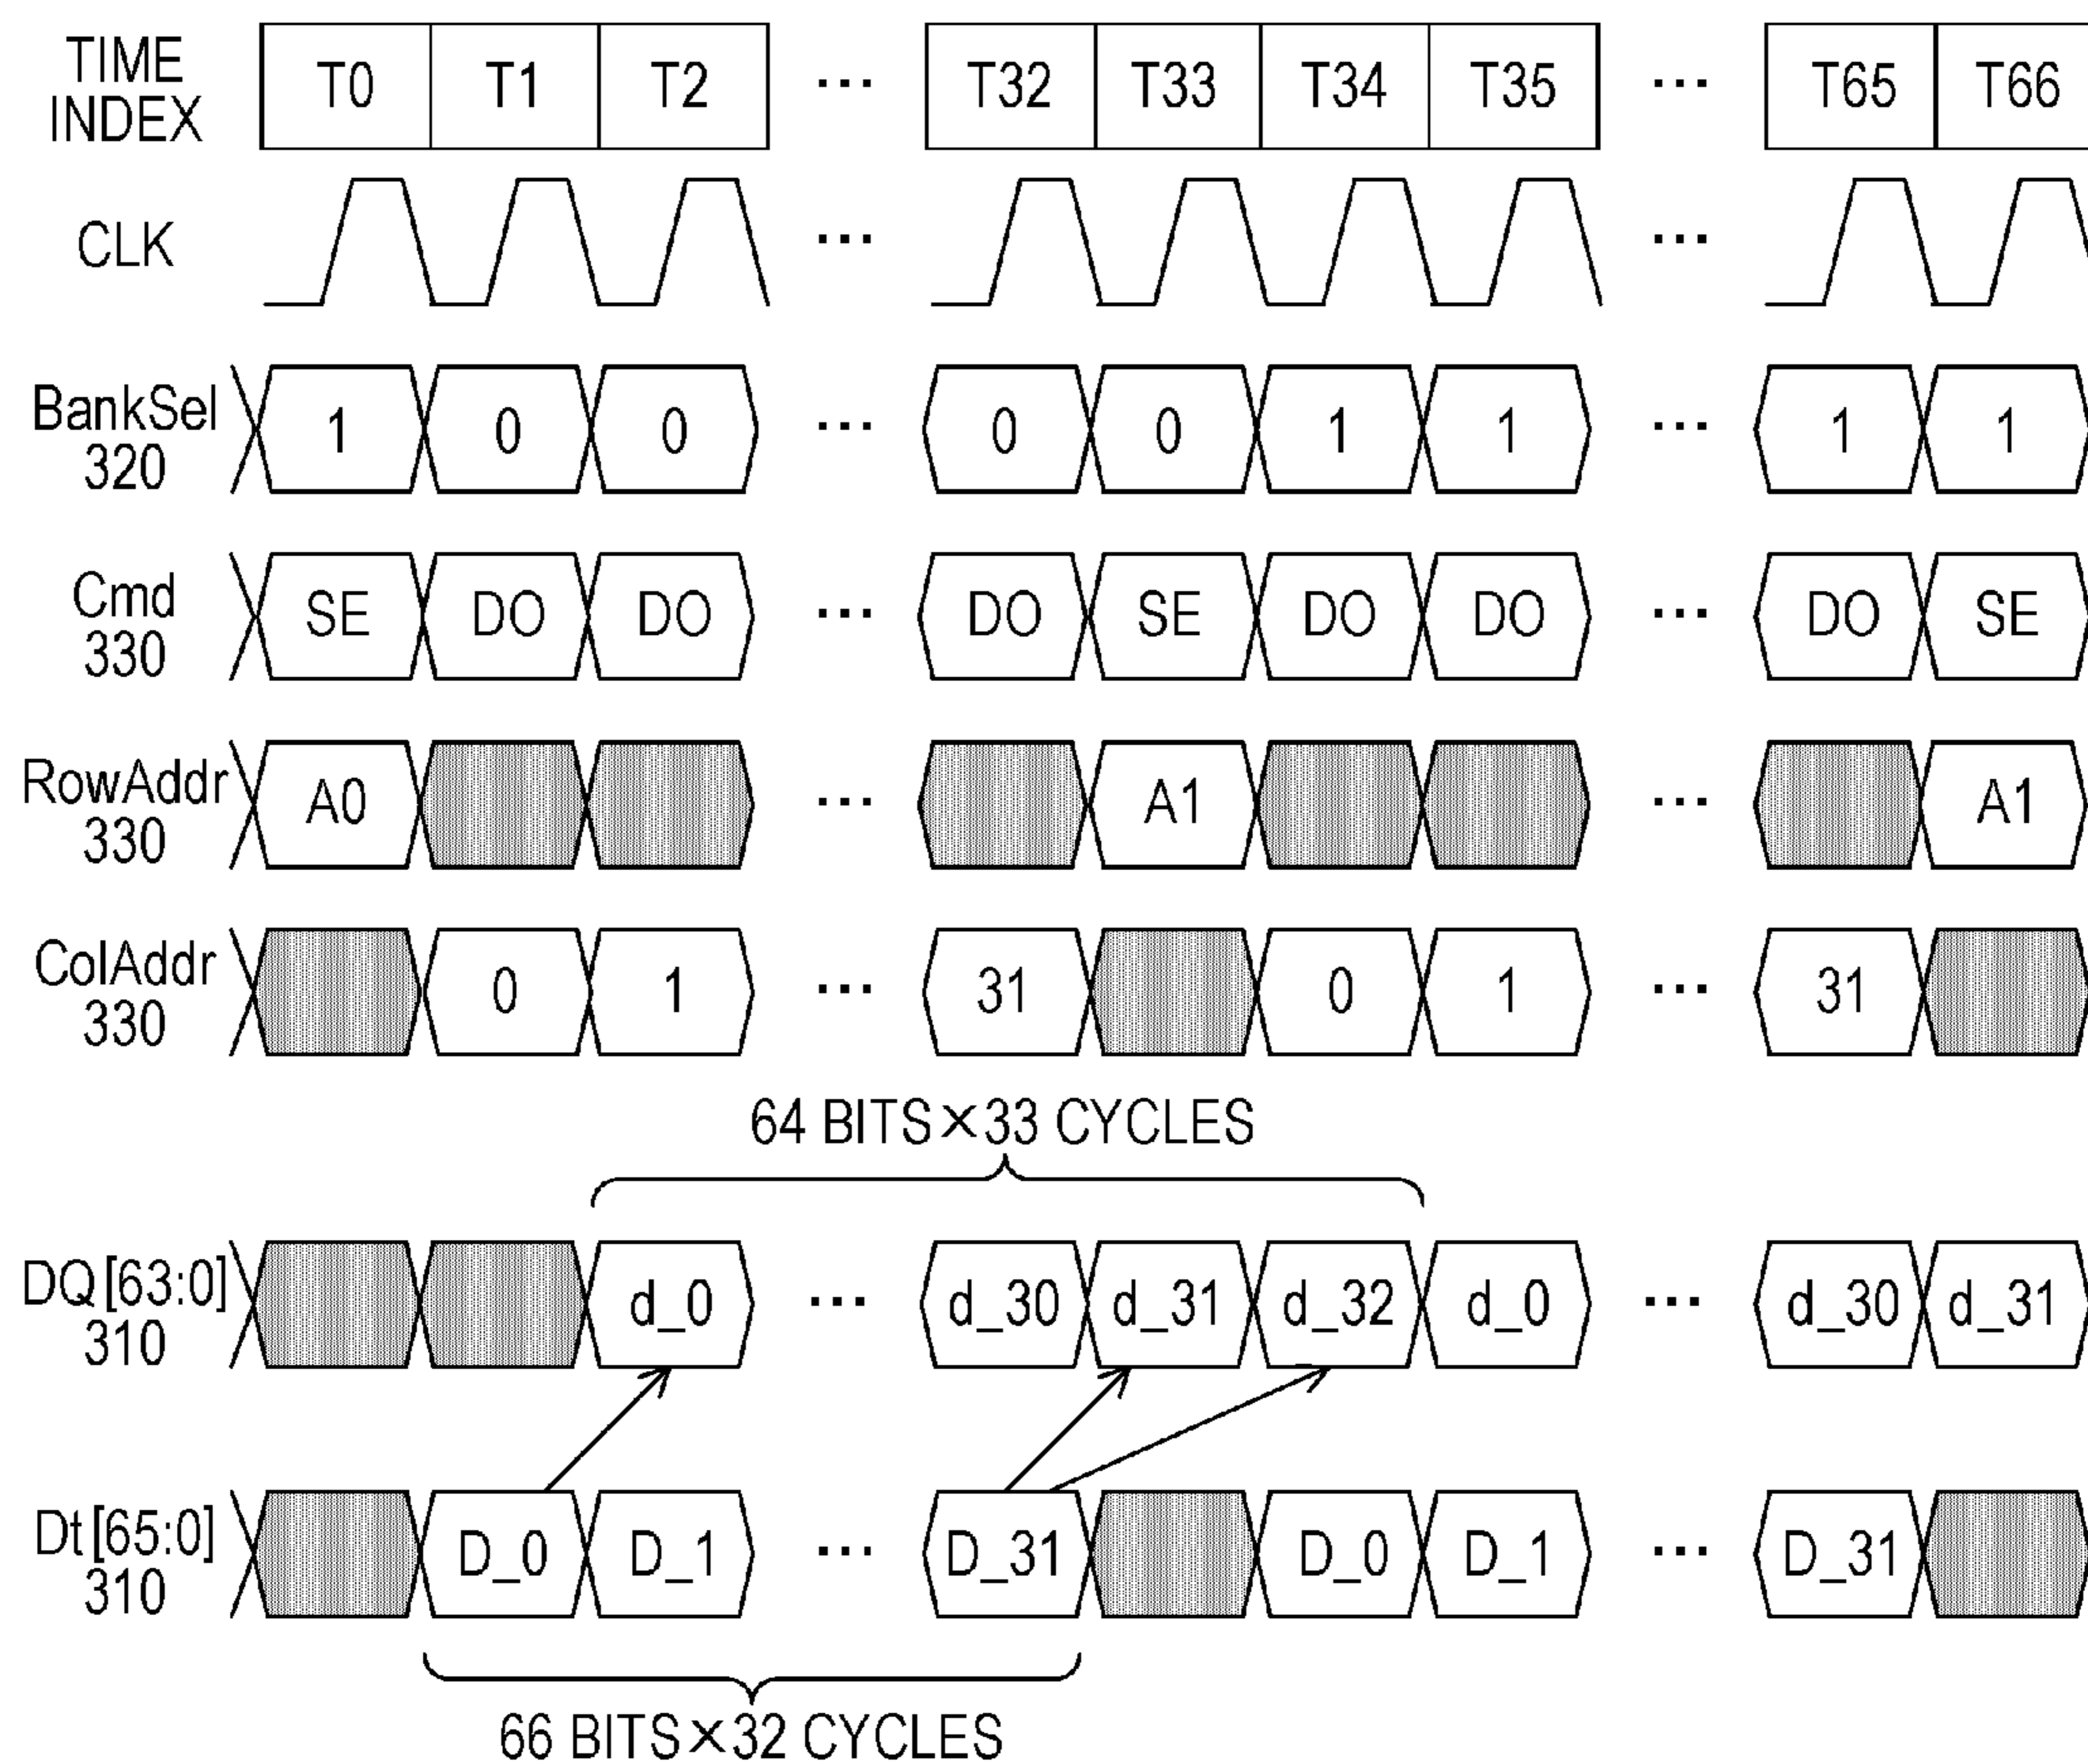 TIME
INDEX
T0 T1 T2 ... T32 T33 T34 T35 ... T65 T66
CLK ... ...
BankSel
320
1 0 0 ... 0 0 1 1 ... 1 1
Cmd
330
SE DO DO ... DO SE DO DO ... DO SE
RowAddr
330
A0 ... A1 ... A1
ColAddr
330
0 1 ... 31 0 1 ... 31
64 BITS×33 CYCLES
DQ[63:0]
310
d_0 ... d_30 d_31 d_32 d_0 ... d_30 d_31
Dt[65:0]
310
D_0 D_1 ... D_31 D_0 D_1 ... D_31
66 BITS×32 CYCLES